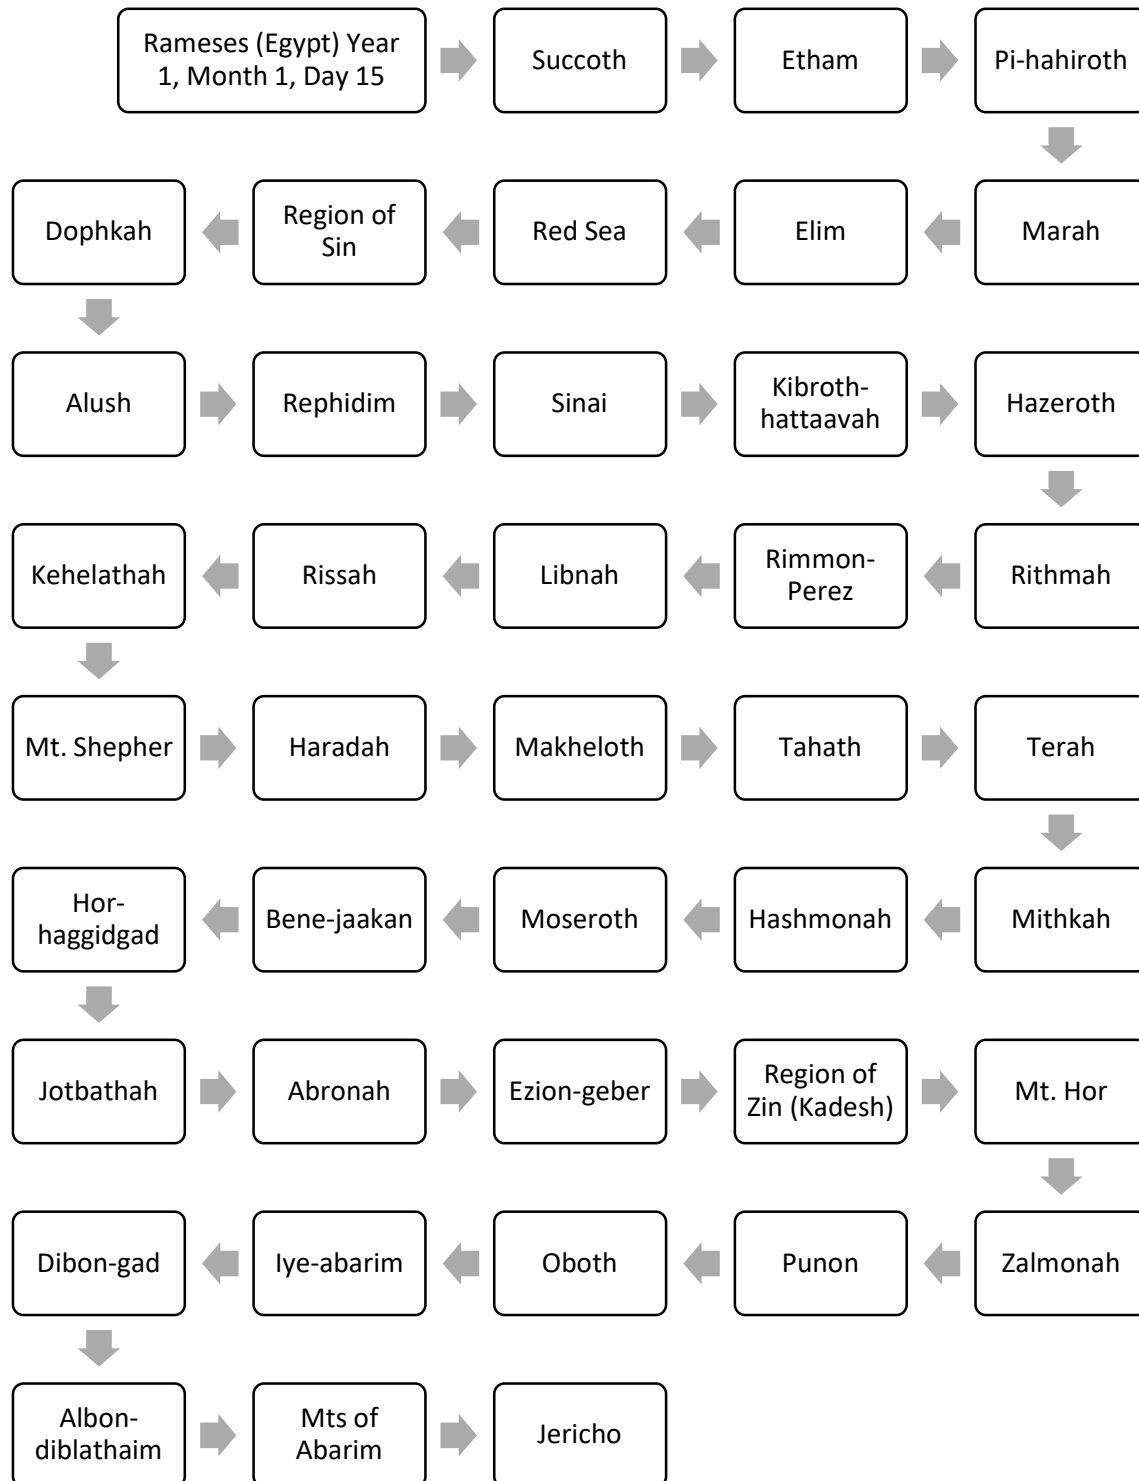 Rameses (Egypt) Year
1, Month 1, Day 15
Succoth
Etham
Pi-hahiroth
Marah
Elim
Red Sea
Region of
Sin
Dophkah
Alush
Rephidim
Sinai
Kibroth-
hattaavah
Hazeroth
Rithmah
Rimmon-
Perez
Libnah
Rissah
Kehelathah
Mt. Shepher
Haradah
Makheloth
Tahath
Terah
Mithkah
Hashmonah
Moseroth
Bene-jaakan
Hor-
haggidgad
Jotbathah
Abronah
Ezion-geber
Region of
Zin (Kadesh)
Mt. Hor
Zalmonah
Punon
Oboth
Iye-abarim
Dibon-gad
Albon-
diblathaim
Mts of
Abarim
Jericho